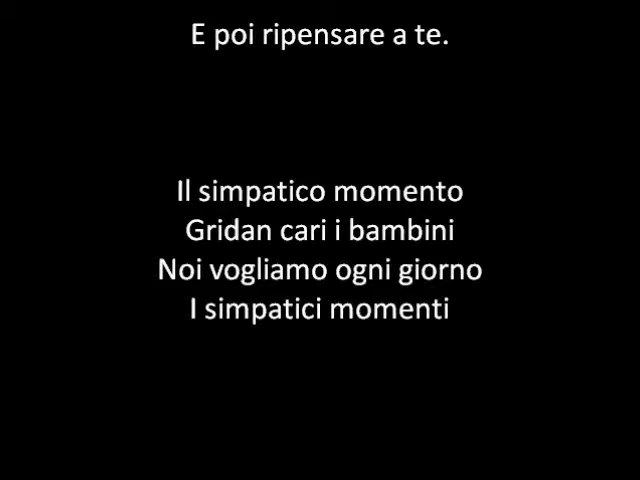 E poi ripensare a te.
Il simpatico momento
Gridan cari i bambini
Noi vogliamo ogni giorno
I simpatici momenti